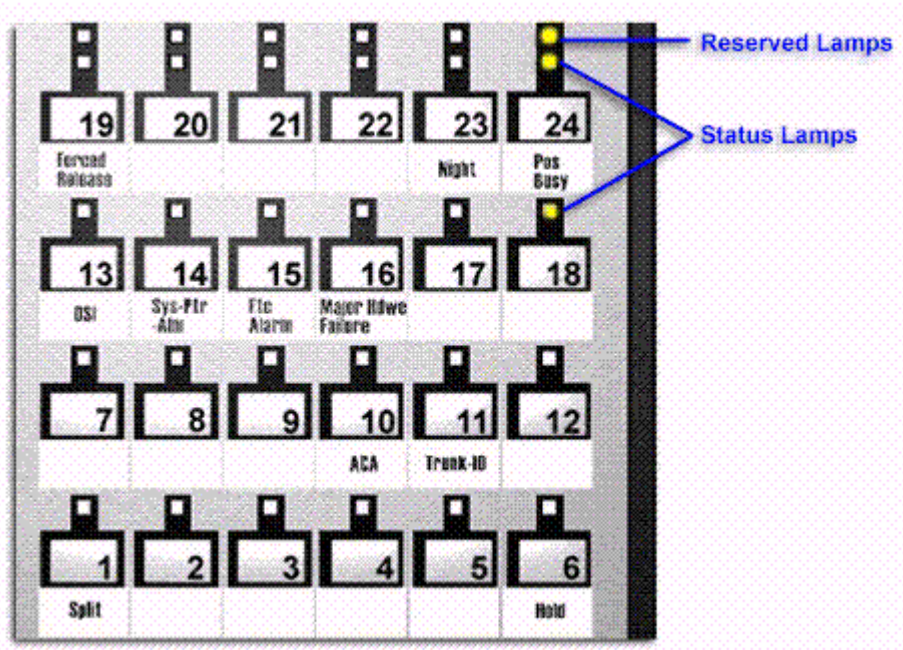 Reserved Lamps
Status Lamps
19 20 21 22 23 24
Forced Release Night Pos Busy
13 14 15 16 17 18
OSI Sys-Ptr -Alm Ftc Alarm Major Hdwe Failure
7 8 9 10 11 12
ACA Trunk-ID
1 2 3 4 5 6
Split Hold